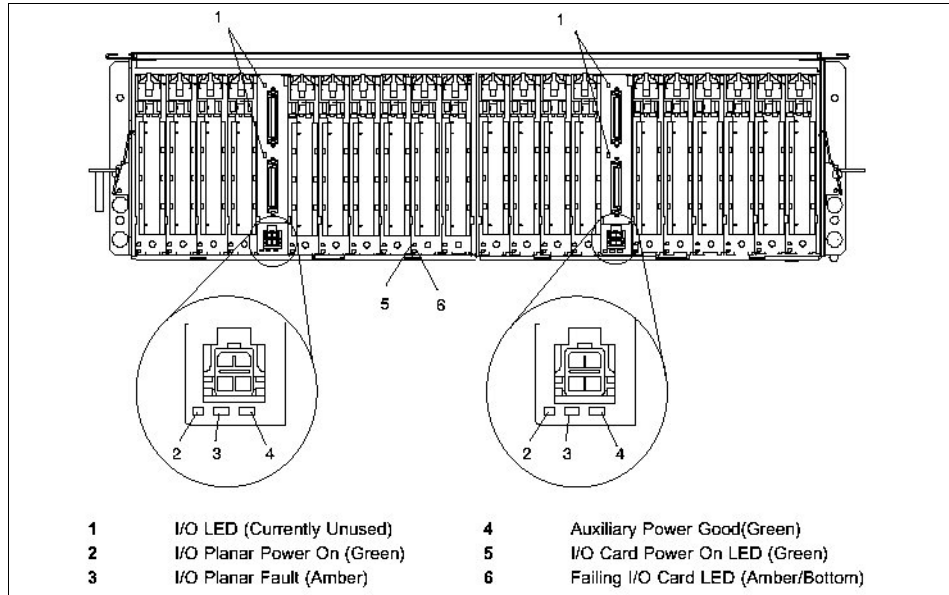 1
1
5
6
2
3
4
2
3
4
1 I/O LED (Currently Unused)
2 I/O Planar Power On (Green)
3 I/O Planar Fault (Amber)
4 Auxiliary Power Good(Green)
5 I/O Card Power On LED (Green)
6 Failing I/O Card LED (Amber/Bottom)